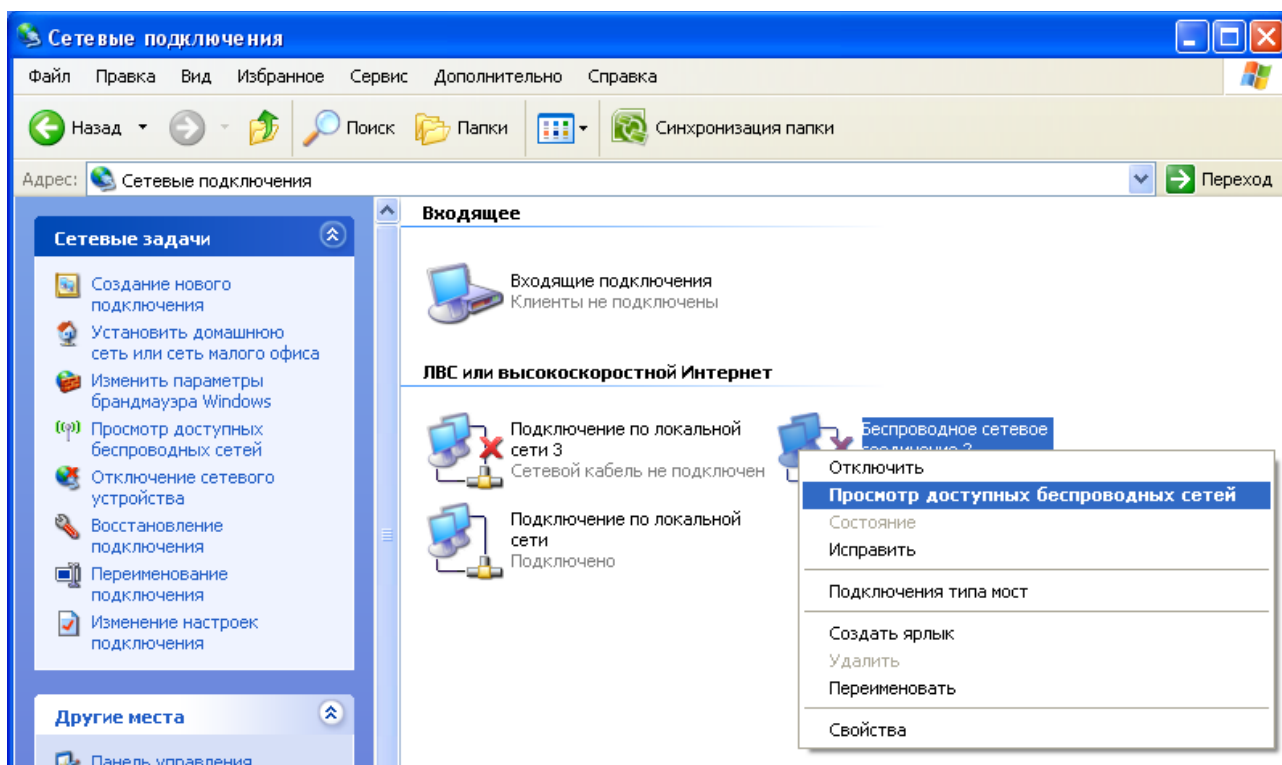 Сетевые подключения
Файл Правка Вид Избранное Сервис Дополнительно Справка
Назад Поиск Папки Синхронизация папки
Адрес: Сетевые подключения Переход
Сетевые задачи
Создание нового
подключения
Установить домашнюю
сеть или сеть малого офиса
Изменить параметры
брандмауэра Windows
Просмотр доступных
беспроводных сетей
Отключение сетевого
устройства
Восстановление
подключения
Переименование
подключения
Изменение настроек
подключения
Другие места
Панель управления
Входящее
Входящие подключения
Клиенты не подключены
ЛВС или высокоскоростной Интернет
Подключение по локальной
сети 3
Сетевой кабель не подключен
Беспроводное сетевое
Подключение по локальной
сети
Подключено
Отключить
Просмотр доступных беспроводных сетей
Состояние
Исправить
Подключения типа мост
Создать ярлык
Удалить
Переименовать
Свойства